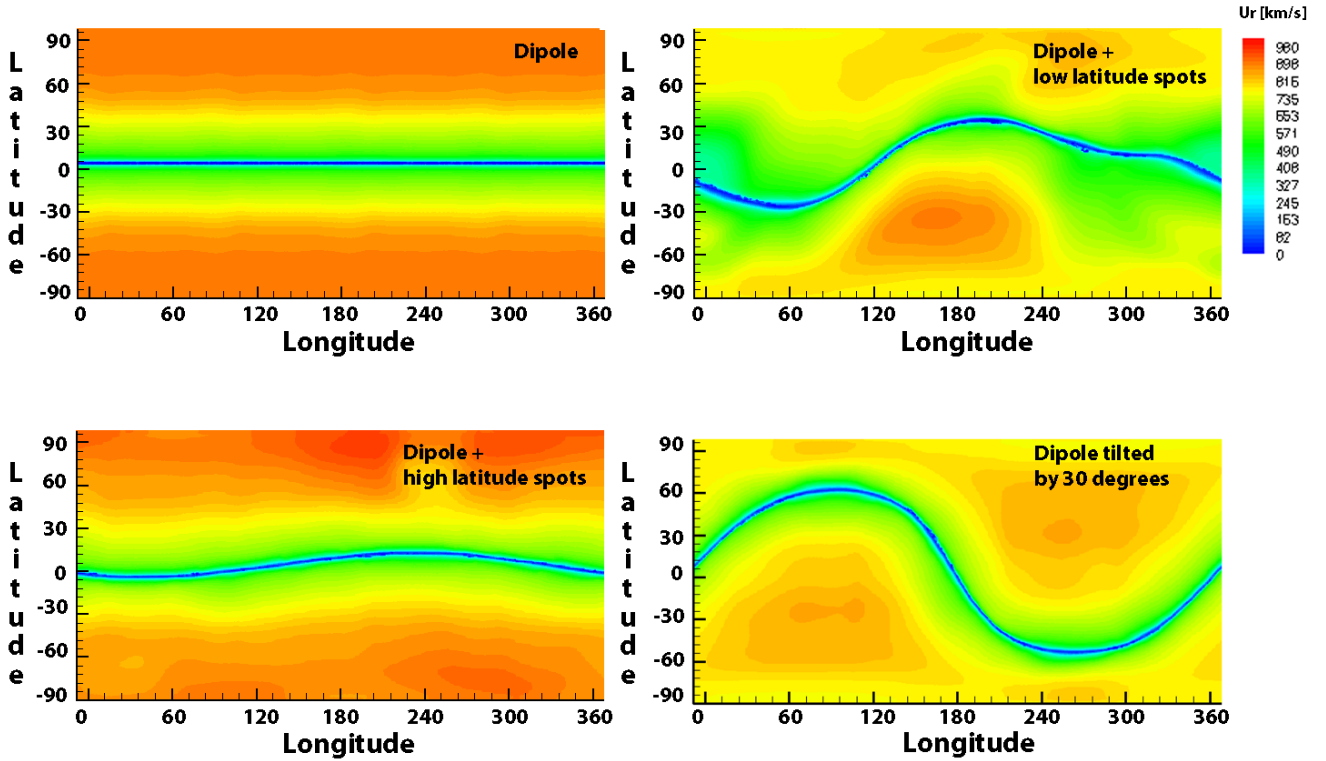 Ur [km/s]
980
898
815
735
653
571
490
408
327
245
163
82
0
Dipole
Latitude
90
60
30
0
-30
-60
-90
0 60 120 180 240 300 360
Longitude
Dipole +
low latitude spots
Latitude
90
60
30
0
-30
-60
-90
0 60 120 180 240 300 360
Longitude
Dipole +
high latitude spots
Latitude
90
60
30
0
-30
-60
-90
0 60 120 180 240 300 360
Longitude
Dipole tilted
by 30 degrees
Latitude
90
60
30
0
-30
-60
-90
0 60 120 180 240 300 360
Longitude